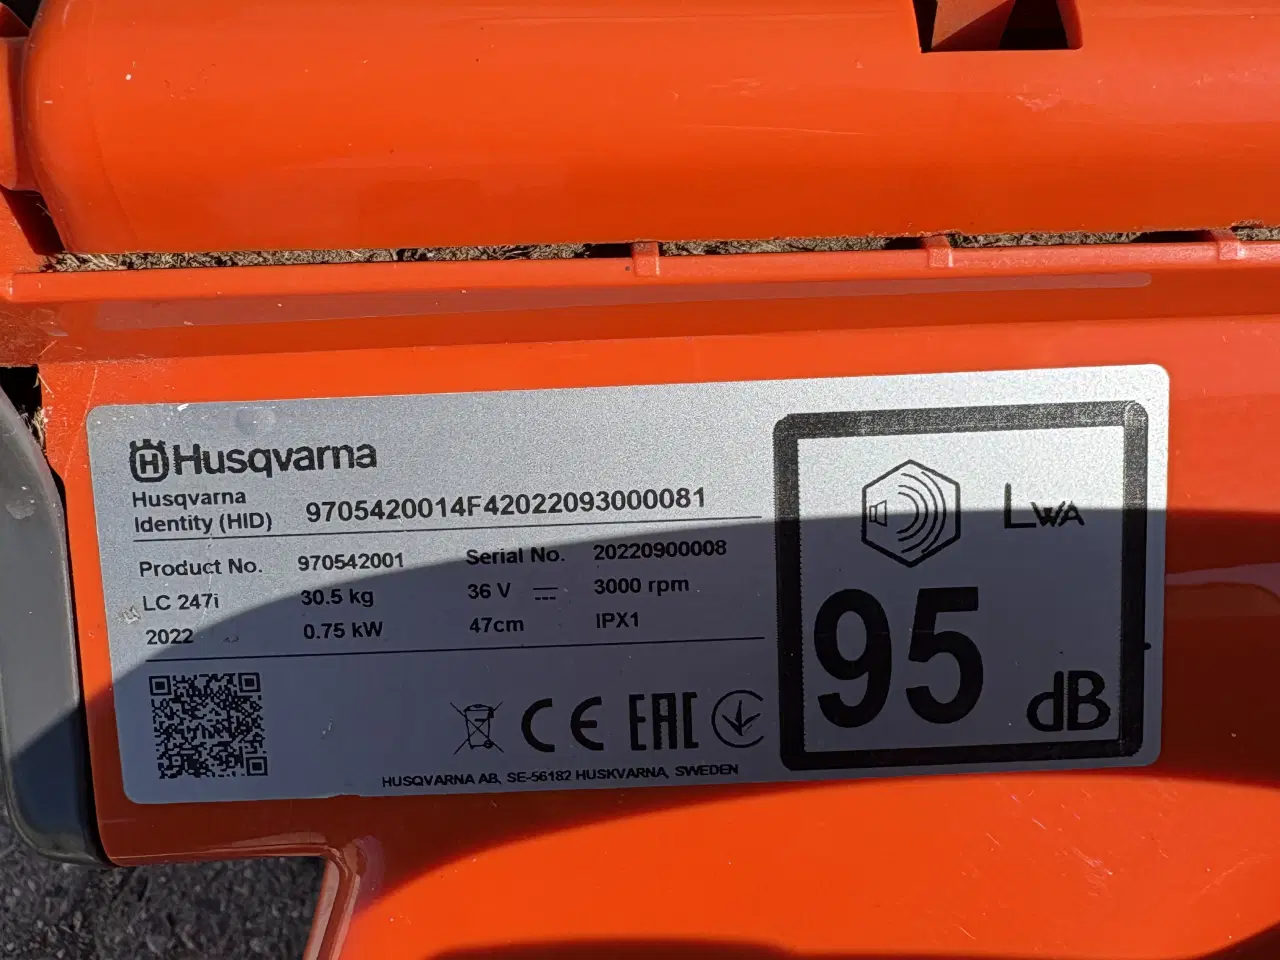 Husqvarna
Husqvarna
Identity (HID) 9705420014F42022093000081
Product No. 970542001 Serial No. 20220900008
LC 247i 30.5 kg 36 V 3000 rpm
2022 0.75 kW 47cm IPX1
CE EAC
HUSQVARNA AB, SE-56182 HUSKVARNA, SWEDEN
LWA
95
dB